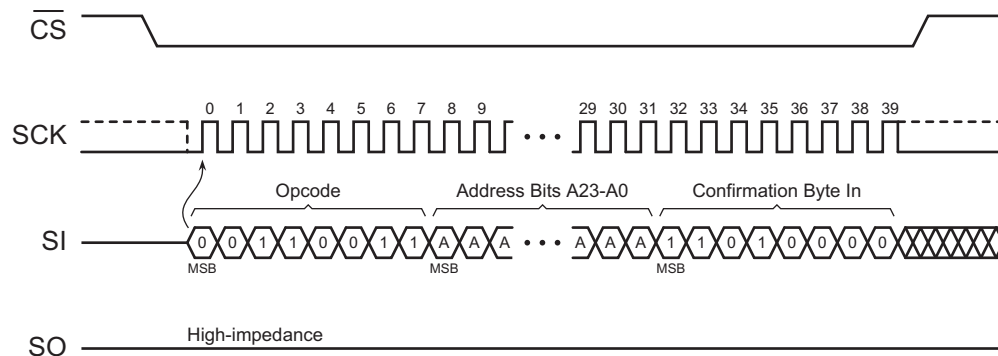 CS
0 1 2 3 4 5 6 7 8 9 29 30 31 32 33 34 35 36 37 38 39
SCK
Opcode Address Bits A23-A0 Confirmation Byte In
SI 0 0 1 1 0 0 1 1 A A A A A A 1 1 0 1 0 0 0 0
MSB MSB MSB
High-impedance
SO